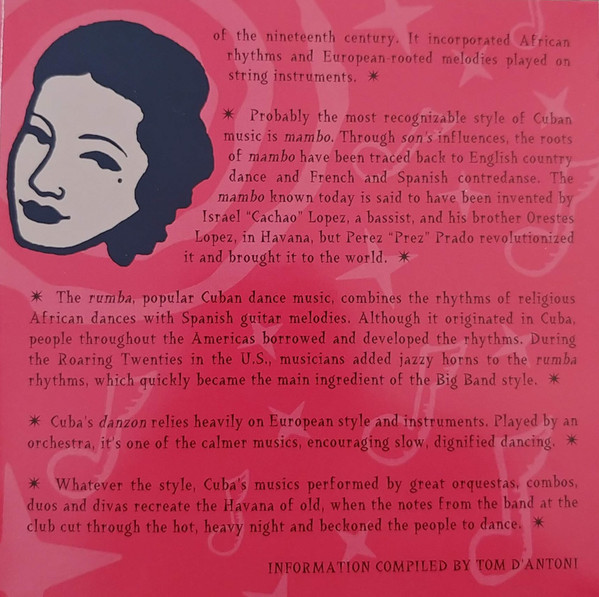 of the nineteenth century. It incorporated African
rhythms and European-rooted melodies played on
string instruments. ✴
✴ Probably the most recognizable style of Cuban
music is mambo. Through son's influences, the roots
of mambo have been traced back to English country
dance and French and Spanish contredanse. The
mambo known today is said to have been invented by
Israel "Cachao" Lopez, a bassist, and his brother Orestes
Lopez, in Havana, but Perez "Prez" Prado revolutionized
it and brought it to the world. ✴
✴ The rumba, popular Cuban dance music, combines the rhythms of religious
African dances with Spanish guitar melodies. Although it originated in Cuba,
people throughout the Americas borrowed and developed the rhythms. During
the Roaring Twenties in the U.S., musicians added jazzy horns to the rumba
rhythms, which quickly became the main ingredient of the Big Band style. ✴
✴ Cuba's danzon relies heavily on European style and instruments. Played by an
orchestra, it's one of the calmer musics, encouraging slow, dignified dancing. ✴
✴ Whatever the style, Cuba's musics performed by great orquestas, combos,
duos and divas recreate the Havana of old, when the notes from the band at the
club cut through the hot, heavy night and beckoned the people to dance. ✴
INFORMATION COMPILED BY TOM D'ANTONI